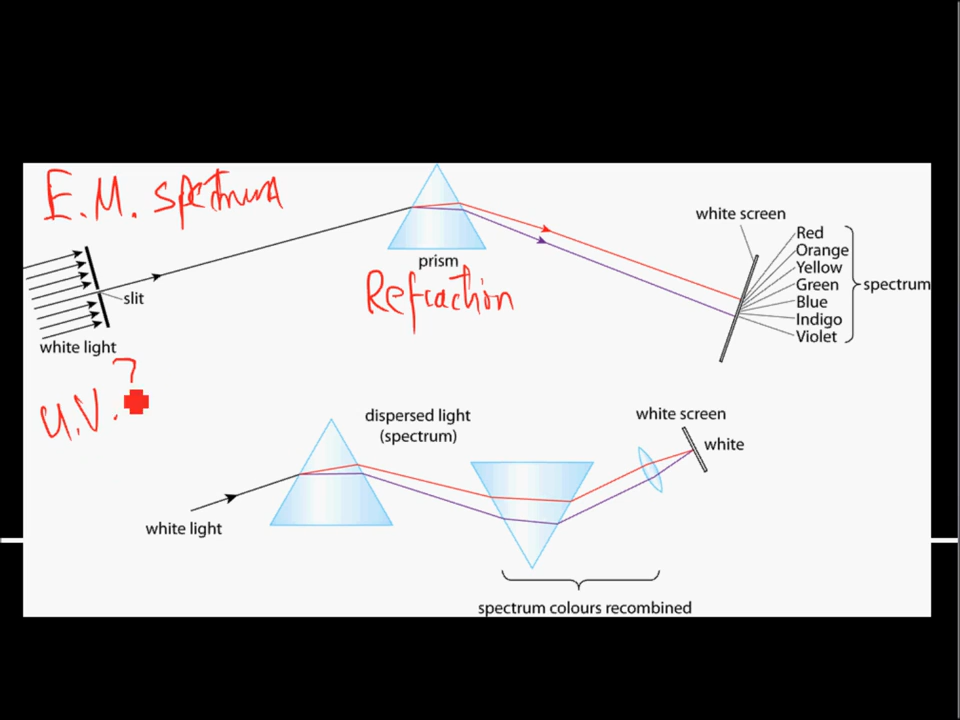 E.M. spectrum
white screen
Red
Orange
Yellow
Green
Blue
Indigo
Violet
spectrum
prism
Refraction
slit
white light
U.V. ?
dispersed light
(spectrum)
white screen
white
white light
spectrum colours recombined